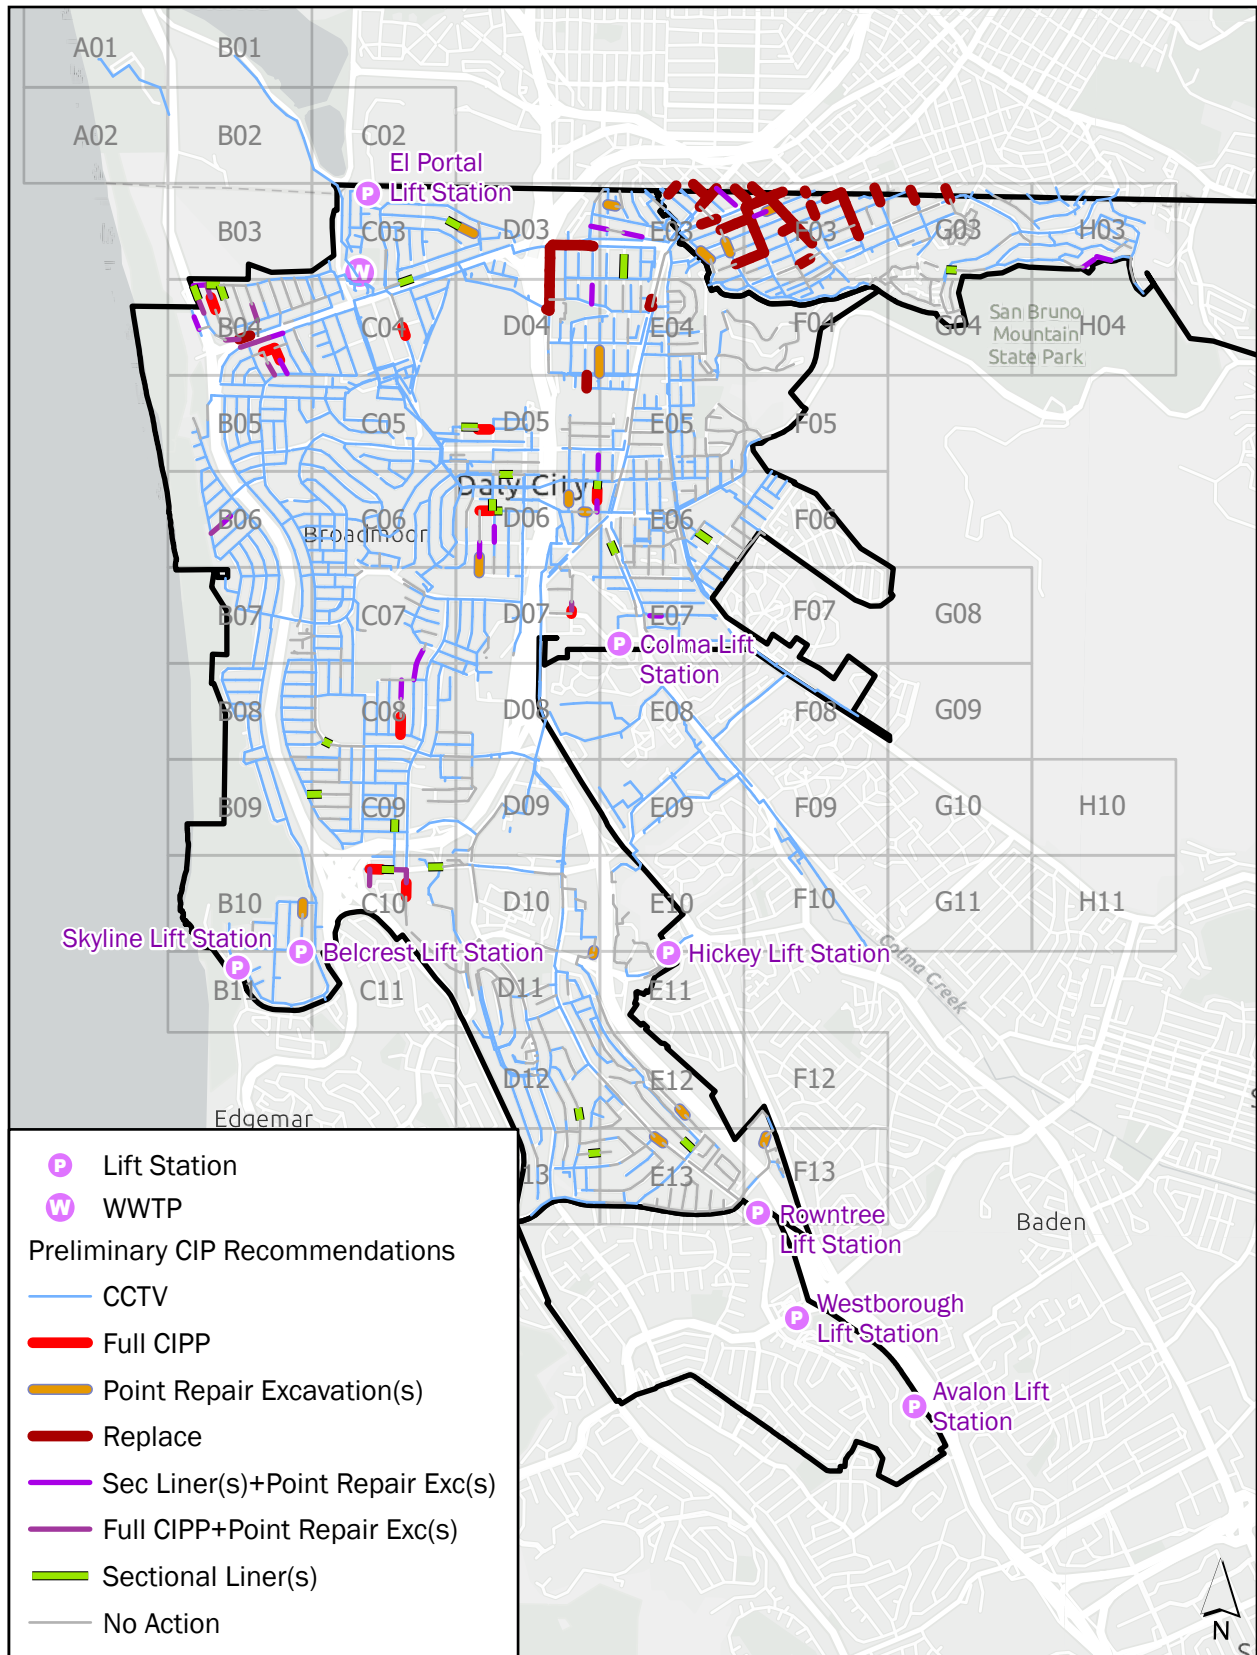 A01
B01
A02
B02
C02
El Portal
Lift Station
B03
C03
D03
E03
F03
G03
H03
W
P
B04
C04
D04
E04
F04
G04
H04
San Bruno
Mountain
State Park
B05
C05
D05
E05
F05
Daly City
B06
C06
D06
E06
F06
Broadmoor
B07
C07
D07
E07
F07
G08
P
Colma Lift
Station
B08
C08
D08
E08
F08
G09
B09
C09
D09
E09
F09
G10
H10
B10
C10
D10
E10
F10
G11
H11
Skyline Lift Station
P
P
Belcrest Lift Station
P
Hickey Lift Station
Colma Creek
B11
C11
D11
E11
D12
E12
F12
Edgemar
13
E13
F13
P
Rowntree
Lift Station
Baden
P
Westborough
Lift Station
P
Avalon Lift
Station
P
Lift Station
W
WWTP
Preliminary CIP Recommendations
CCTV
Full CIPP
Point Repair Excavation(s)
Replace
Sec Liner(s)+Point Repair Exc(s)
Full CIPP+Point Repair Exc(s)
Sectional Liner(s)
No Action
N